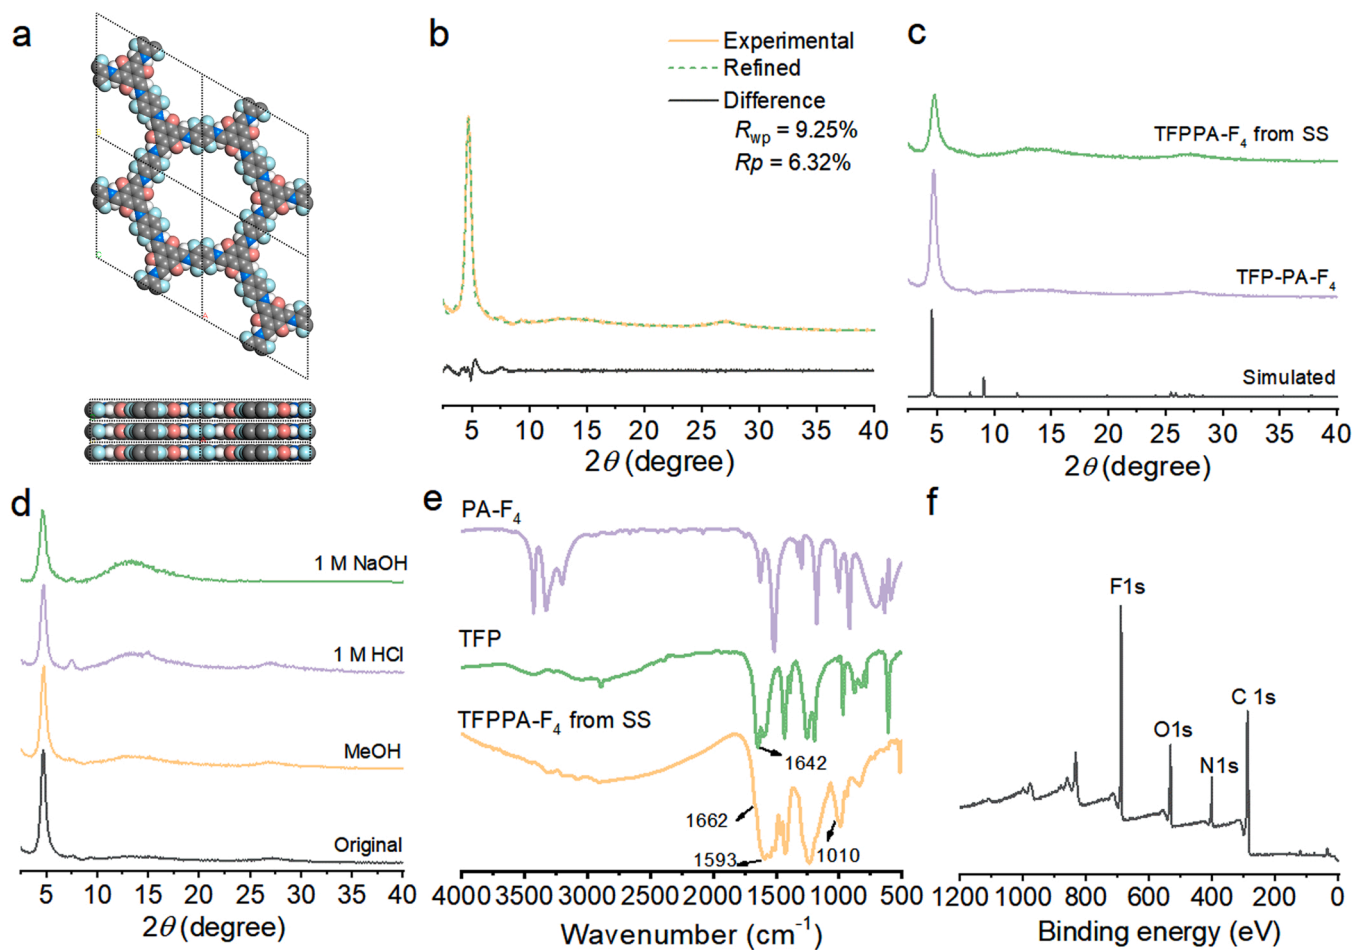 a
b
Experimental
Refined
Difference
Rwp = 9.25%
Rp = 6.32%
5 10 15 20 25 30 35 40
2θ (degree)
c
TFPPA-F4 from SS
TFP-PA-F4
Simulated
5 10 15 20 25 30 35 40
2θ (degree)
d
1 M NaOH
1 M HCl
MeOH
Original
5 10 15 20 25 30 35 40
2θ (degree)
e
PA-F4
TFP
TFPPA-F4 from SS
1642
1662
1593
1010
4000 3500 3000 2500 2000 1500 1000 500
Wavenumber (cm-1)
f
F1s
C 1s
O1s
N1s
1200 1000 800 600 400 200 0
Binding energy (eV)